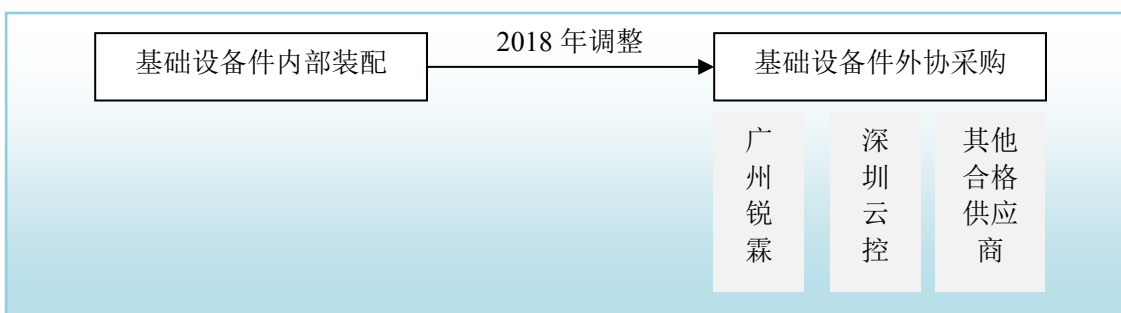 基础设备件内部装配
2018 年调整
基础设备件外协采购
广州锐霖
深圳云控
其他合格供应商